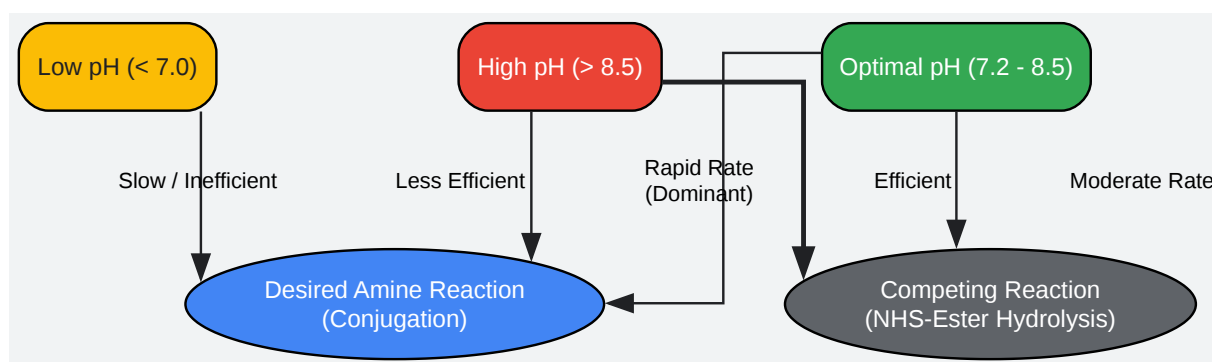 Low pH (< 7.0)
High pH (> 8.5)
Optimal pH (7.2 - 8.5)
Slow / Inefficient
Less Efficient
Rapid Rate
(Dominant)
Efficient
Moderate Rate
Desired Amine Reaction
(Conjugation)
Competing Reaction
(NHS-Ester Hydrolysis)